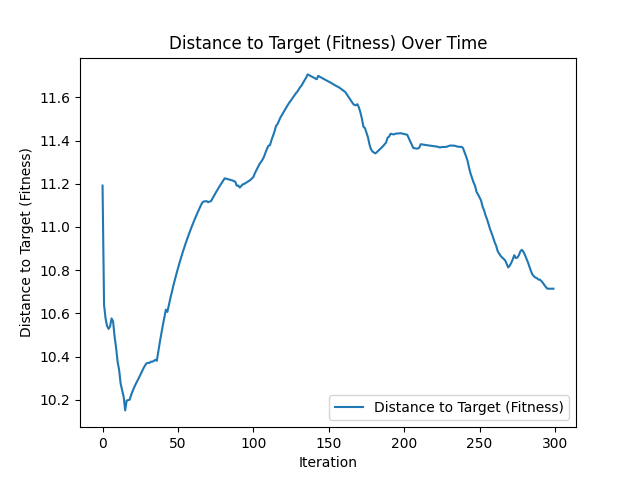 Distance to Target (Fitness) Over Time
Distance to Target (Fitness)
11.6
11.4
11.2
11.0
10.8
10.6
10.4
10.2
Distance to Target (Fitness)
0 50 100 150 200 250 300
Iteration